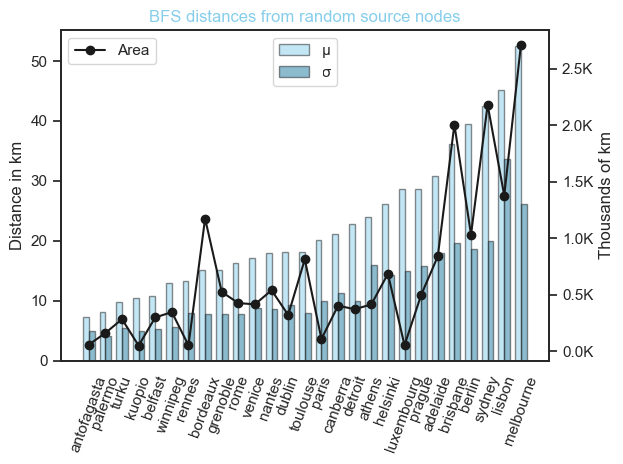 BFS distances from random source nodes
Area
μ
σ
Distance in km
50
40
30
20
10
0
2.5K
2.0K
1.5K
1.0K
0.5K
0.0K
Thousands of km
antofagasta
palermo
turku
kuopio
belfast
winnipeg
rennes
bordeaux
grenoble
rome
venice
nantes
dublin
toulouse
paris
canberra
detroit
athens
helsinki
luxembourg
prague
adelaide
brisbane
berlin
sydney
lisbon
melbourne